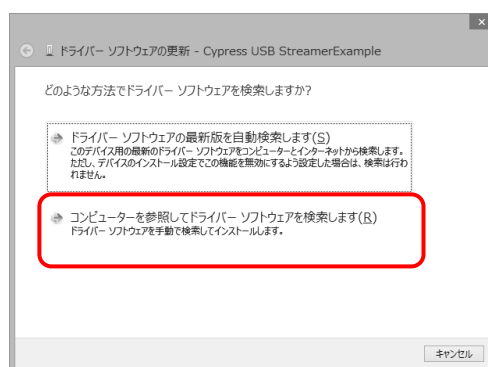 ドライバー ソフトウェアの更新 - Cypress USB StreamerExample
どのような方法でドライバー ソフトウェアを検索しますか?
ドライバー ソフトウェアの最新版を自動検索します(S)
このデバイス用の最新のドライバー ソフトウェアをコンピューターとインターネットから検索します。
ただし、デバイスのインストール設定でこの機能を無効にするよう設定した場合は、検索は行わ
れません。
コンピューターを参照してドライバー ソフトウェアを検索します(R)
ドライバー ソフトウェアを手動で検索してインストールします。
キャンセル